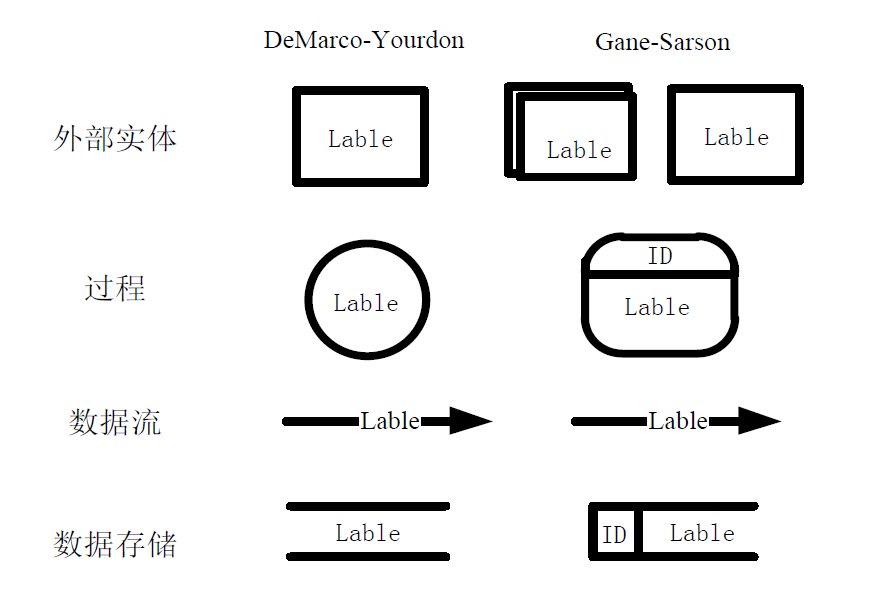 DeMarco-Yourdon Gane-Sarson
外部实体 Lable Lable Lable
ID
过程 Lable Lable
数据流 Lable Lable
数据存储 Lable ID Lable